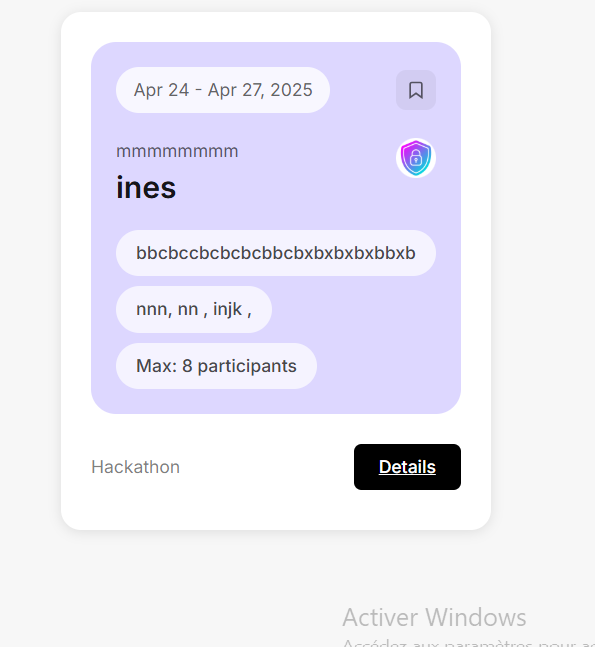 Apr 24 - Apr 27, 2025
mmmmmmmm
ines
bbcbccbcbcbcbbcbxbxbxbxbbxb
nnn, nn , injk ,
Max: 8 participants
Hackathon
Details
Activer Windows
Accédez aux paramètres pour